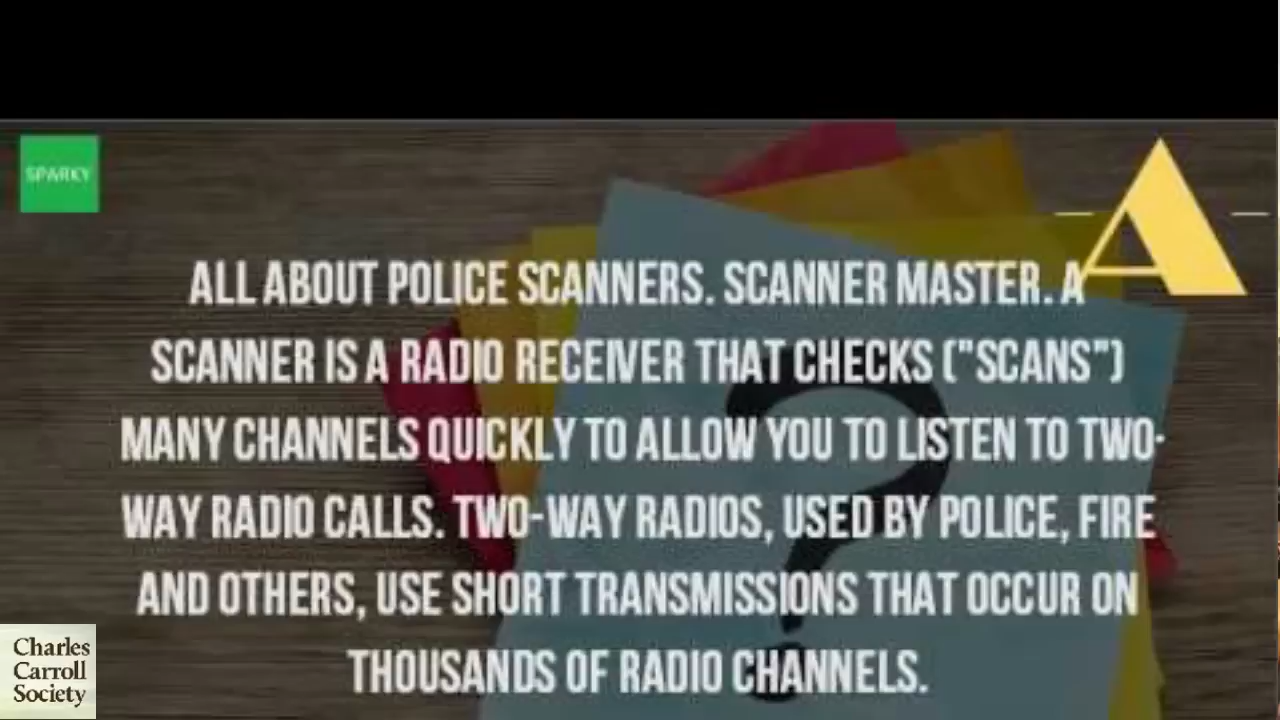 SPARKY
A
ALL ABOUT POLICE SCANNERS. SCANNER MASTER. A
SCANNER IS A RADIO RECEIVER THAT CHECKS ("SCANS")
MANY CHANNELS QUICKLY TO ALLOW YOU TO LISTEN TO TWO-
WAY RADIO CALLS. TWO-WAY RADIOS, USED BY POLICE, FIRE
AND OTHERS, USE SHORT TRANSMISSIONS THAT OCCUR ON
THOUSANDS OF RADIO CHANNELS.
Charles
Carroll
Society